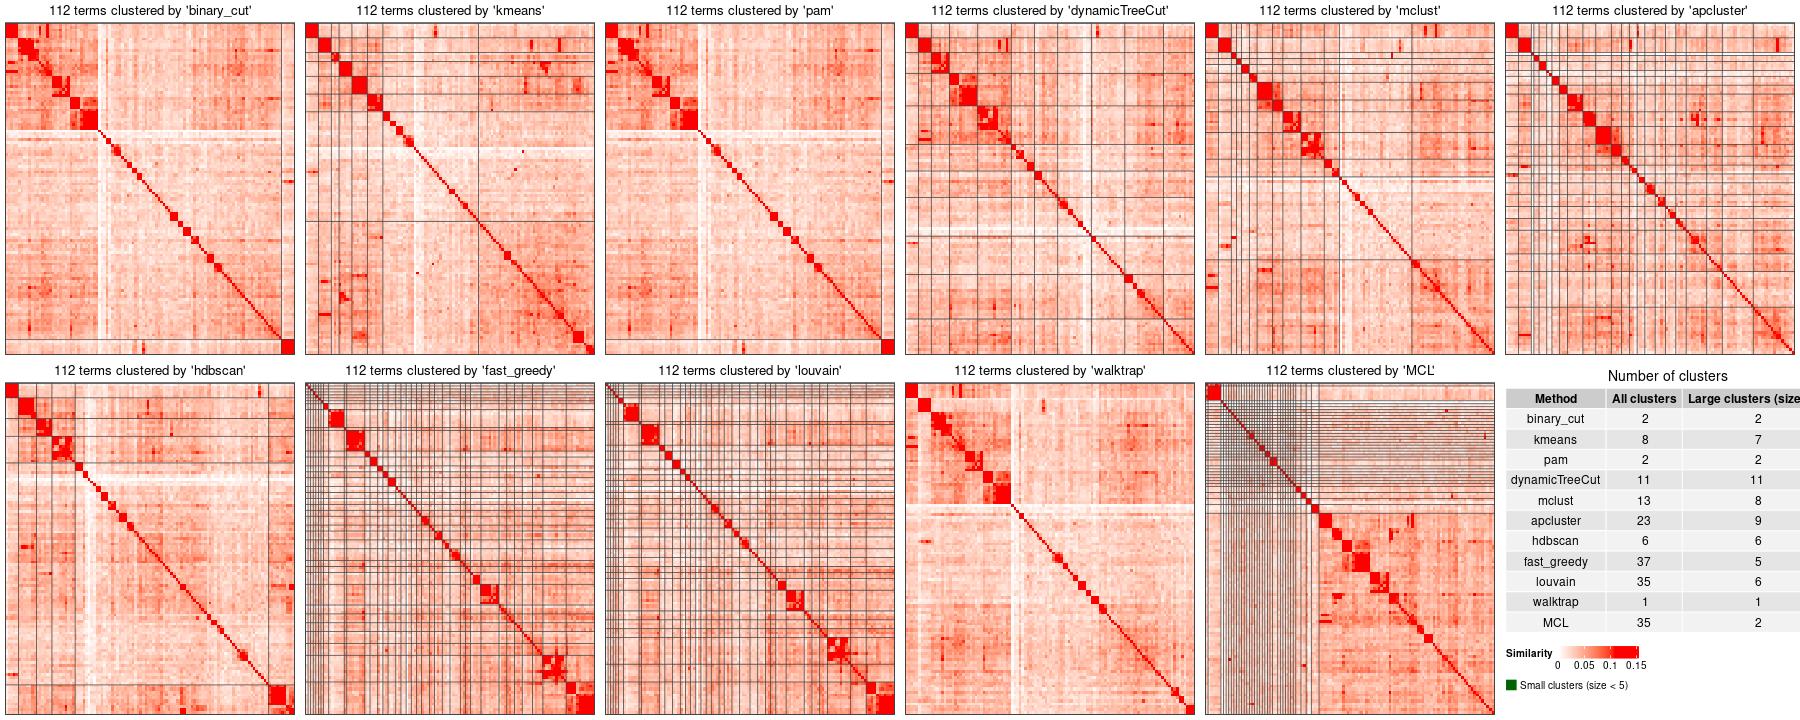 112 terms clustered by 'binary_cut'
112 terms clustered by 'kmeans'
112 terms clustered by 'pam'
112 terms clustered by 'dynamicTreeCut'
112 terms clustered by 'mclust'
112 terms clustered by 'apcluster'
112 terms clustered by 'hdbscan'
112 terms clustered by 'fast_greedy'
112 terms clustered by 'louvain'
112 terms clustered by 'walktrap'
112 terms clustered by 'MCL'
Number of clusters
Method All clusters Large clusters (size
binary_cut 2 2
kmeans 8 7
pam 2 2
dynamicTreeCut 11 11
mclust 13 8
apcluster 23 9
hdbscan 6 6
fast_greedy 37 5
louvain 35 6
walktrap 1 1
MCL 35 2
Similarity
0 0.05 0.1 0.15
Small clusters (size < 5)